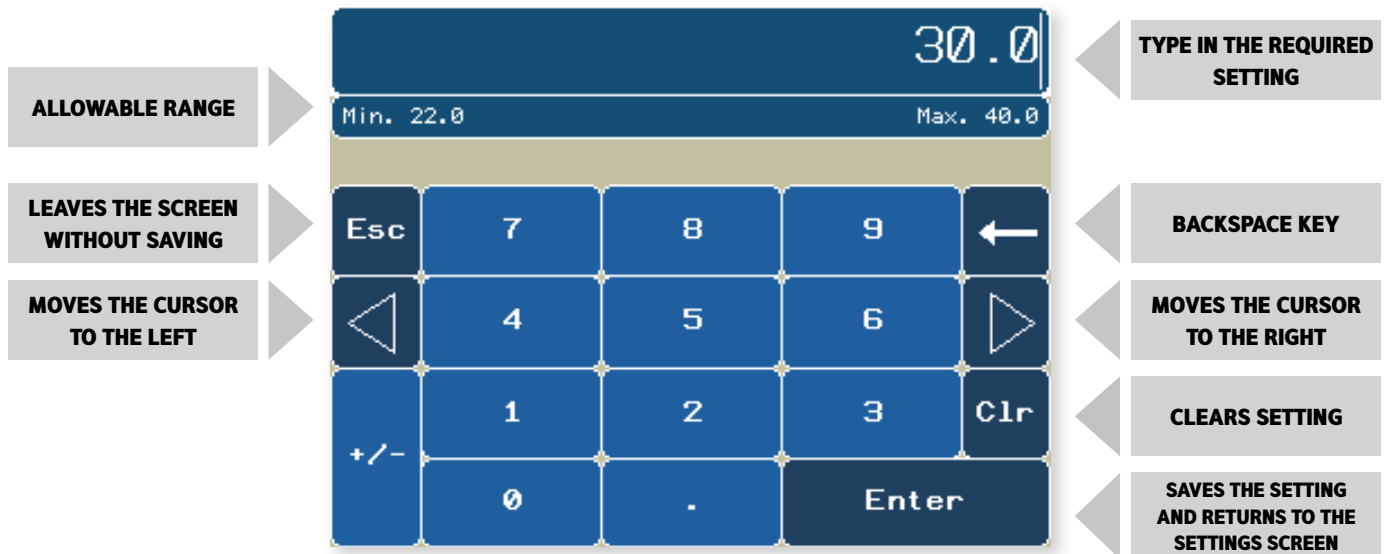 30.0
TYPE IN THE REQUIRED
SETTING
ALLOWABLE RANGE
Min. 22.0
Max. 40.0
LEAVES THE SCREEN
WITHOUT SAVING
Esc
7
8
9
←
BACKSPACE KEY
MOVES THE CURSOR
TO THE LEFT
4
5
6
MOVES THE CURSOR
TO THE RIGHT
+/-
1
2
3
Clr
CLEARS SETTING
0
.
Enter
SAVES THE SETTING
AND RETURNS TO THE
SETTINGS SCREEN